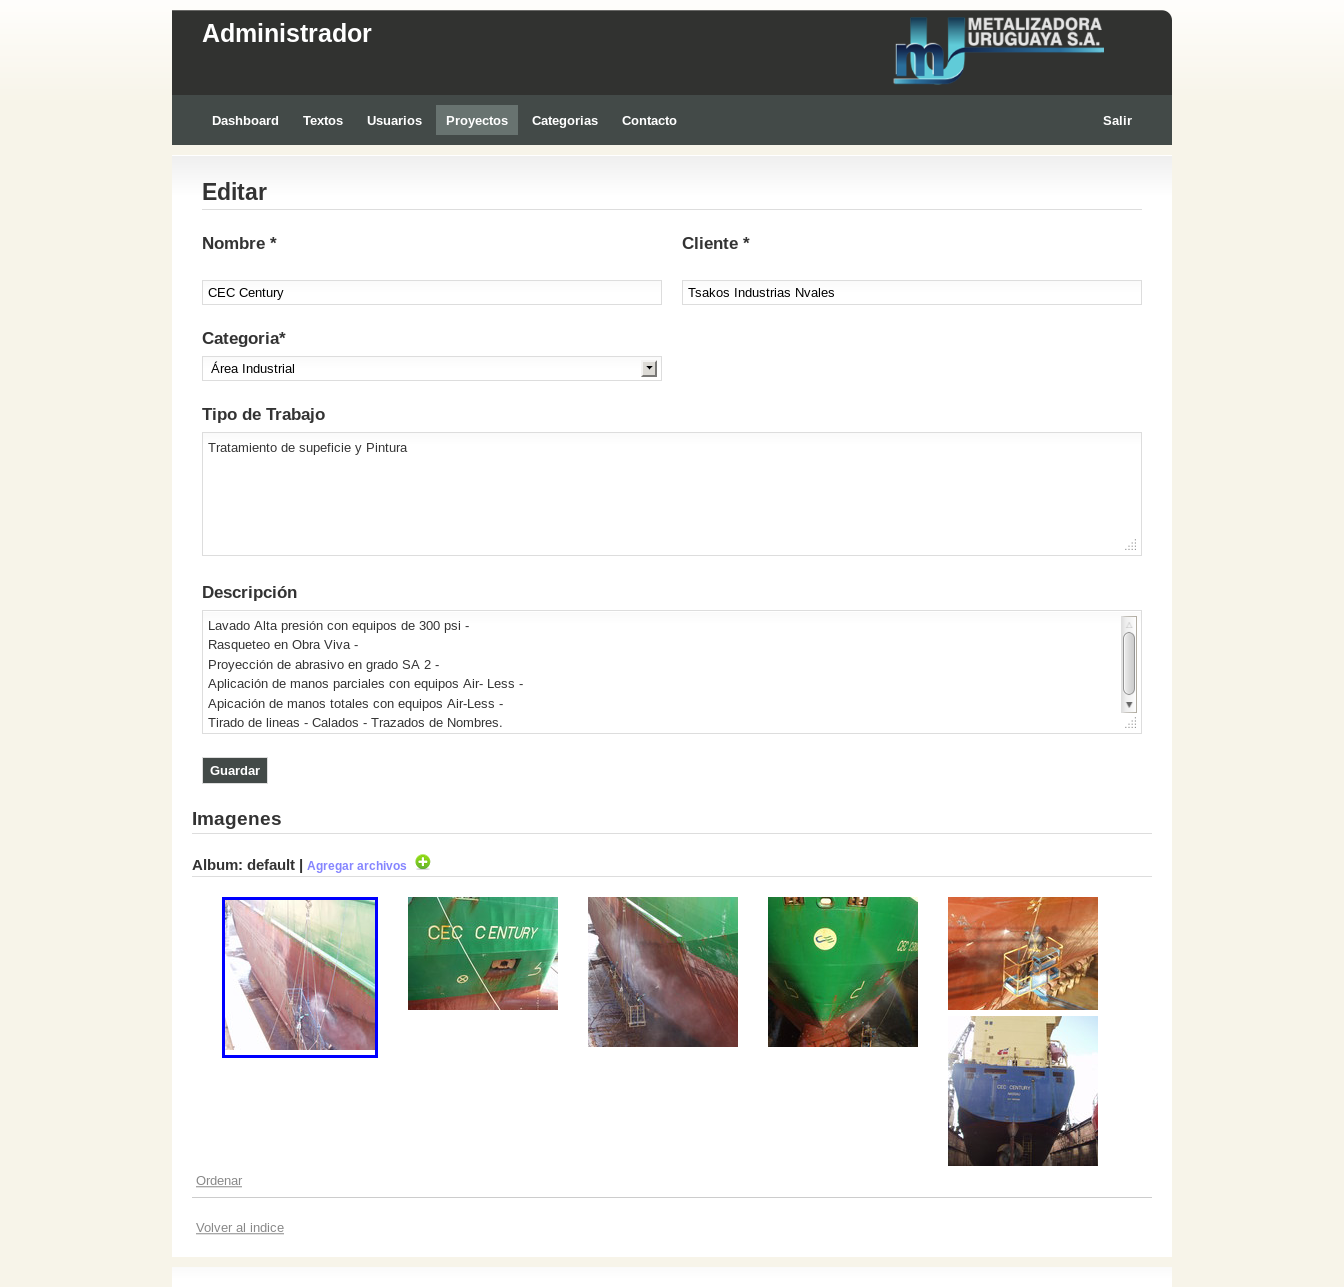 Administrador
METALIZADORA
URUGUAYA S.A.
Dashboard Textos Usuarios Proyectos Categorias Contacto Salir
Editar
Nombre * Cliente *
CEC Century Tsakos Industrias Nvales
Categoria*
Área Industrial
Tipo de Trabajo
Tratamiento de supeficie y Pintura
Descripción
Lavado Alta presión con equipos de 300 psi -
Rasqueteo en Obra Viva -
Proyección de abrasivo en grado SA 2 -
Aplicación de manos parciales con equipos Air- Less -
Apicación de manos totales con equipos Air-Less -
Tirado de lineas - Calados - Trazados de Nombres.
Guardar
Imagenes
Album: default | Agregar archivos
CEC CENTURY
CEC CENTURY
Ordenar
Volver al indice